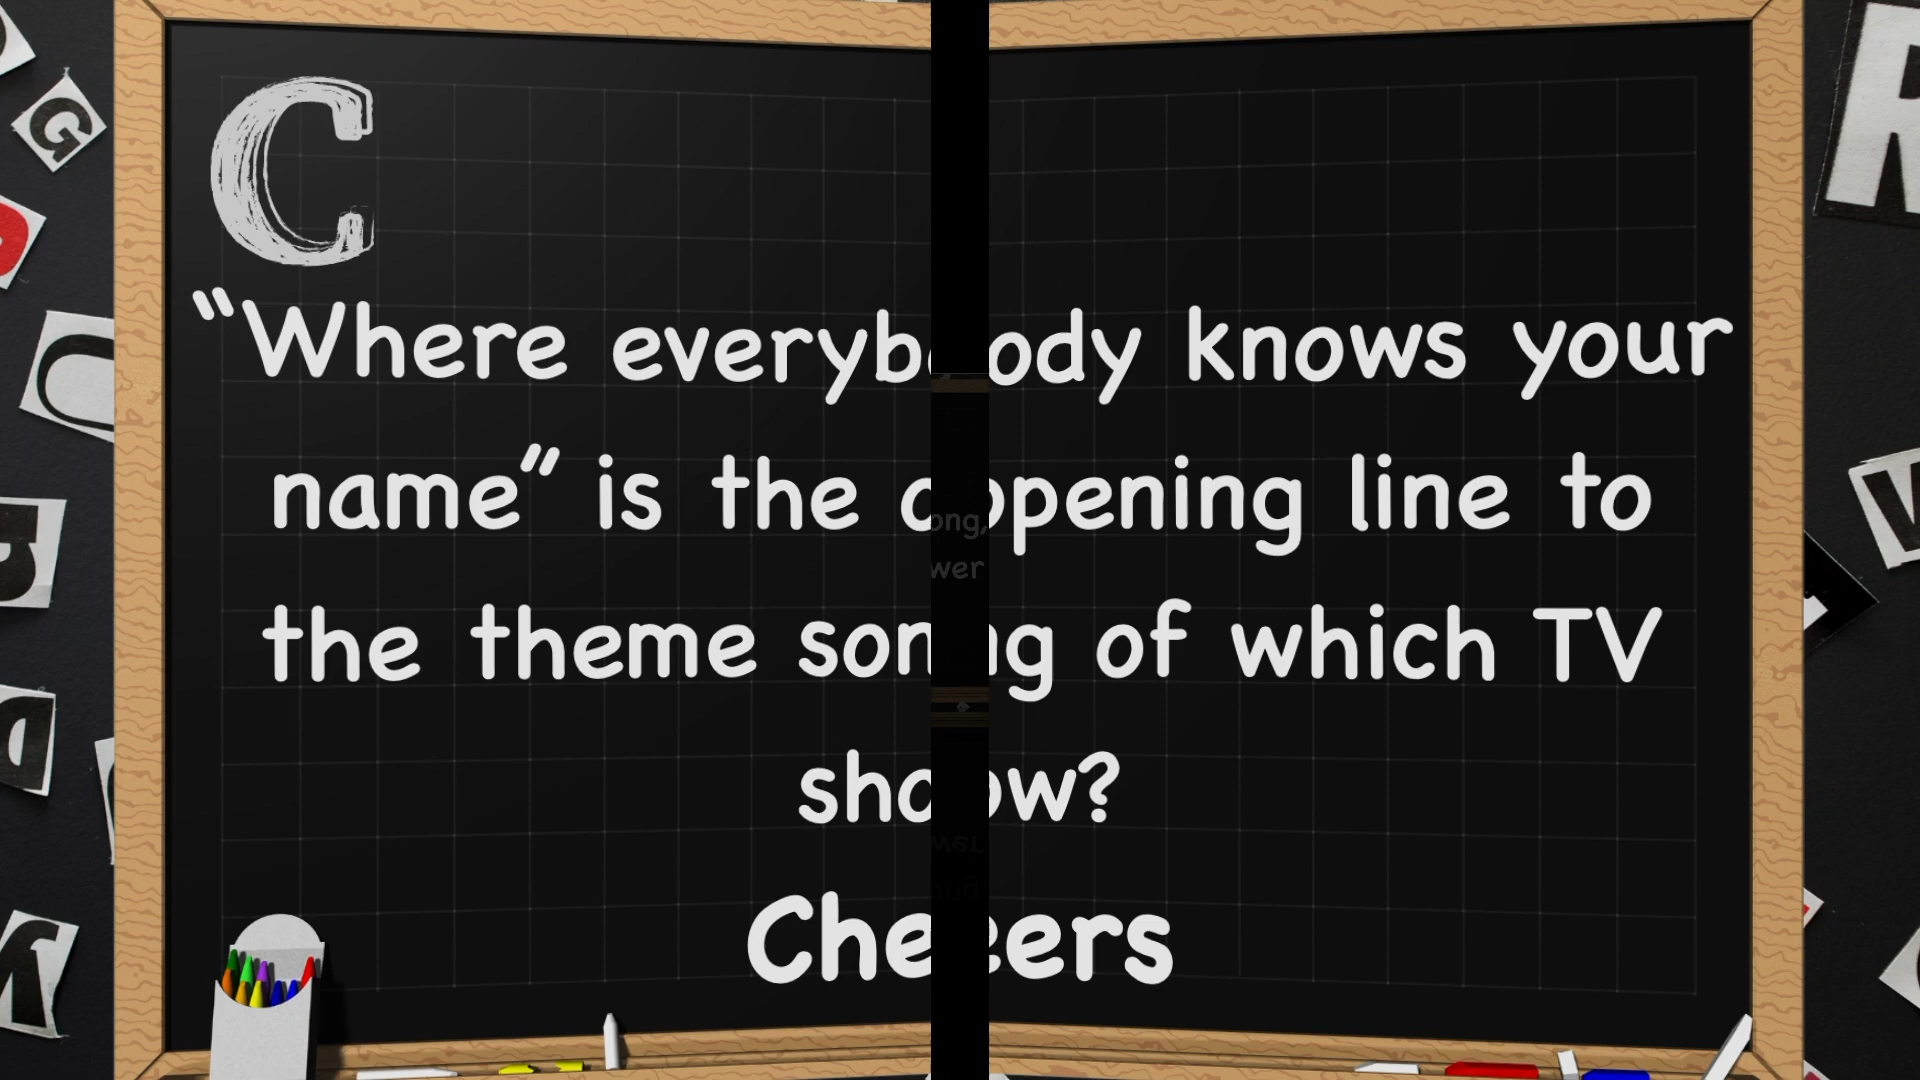 C
“Where everybody knows your
name” is the opening line to
the theme song of which TV
show?
Cheers